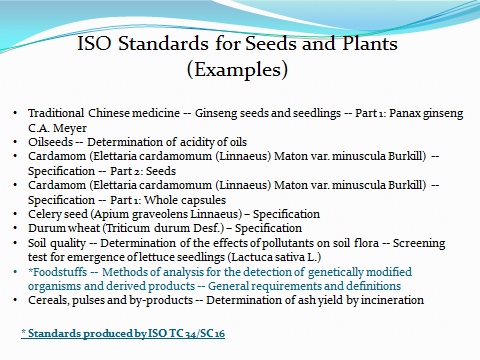 ISO Standards for Seeds and Plants
(Examples)
• Traditional Chinese medicine -- Ginseng seeds and seedlings -- Part 1: Panax ginseng
C.A. Meyer
• Oilseeds -- Determination of acidity of oils
• Cardamom (Elettaria cardamomum (Linnaeus) Maton var. minuscula Burkill) --
Specification -- Part 2: Seeds
• Cardamom (Elettaria cardamomum (Linnaeus) Maton var. minuscula Burkill) --
Specification -- Part 1: Whole capsules
• Celery seed (Apium graveolens Linnaeus) – Specification
• Durum wheat (Triticum durum Desf.) – Specification
• Soil quality -- Determination of the effects of pollutants on soil flora -- Screening
test for emergence of lettuce seedlings (Lactuca sativa L.)
• *Foodstuffs -- Methods of analysis for the detection of genetically modified
organisms and derived products -- General requirements and definitions
• Cereals, pulses and by-products -- Determination of ash yield by incineration
* Standards produced by ISO TC 34/SC 16